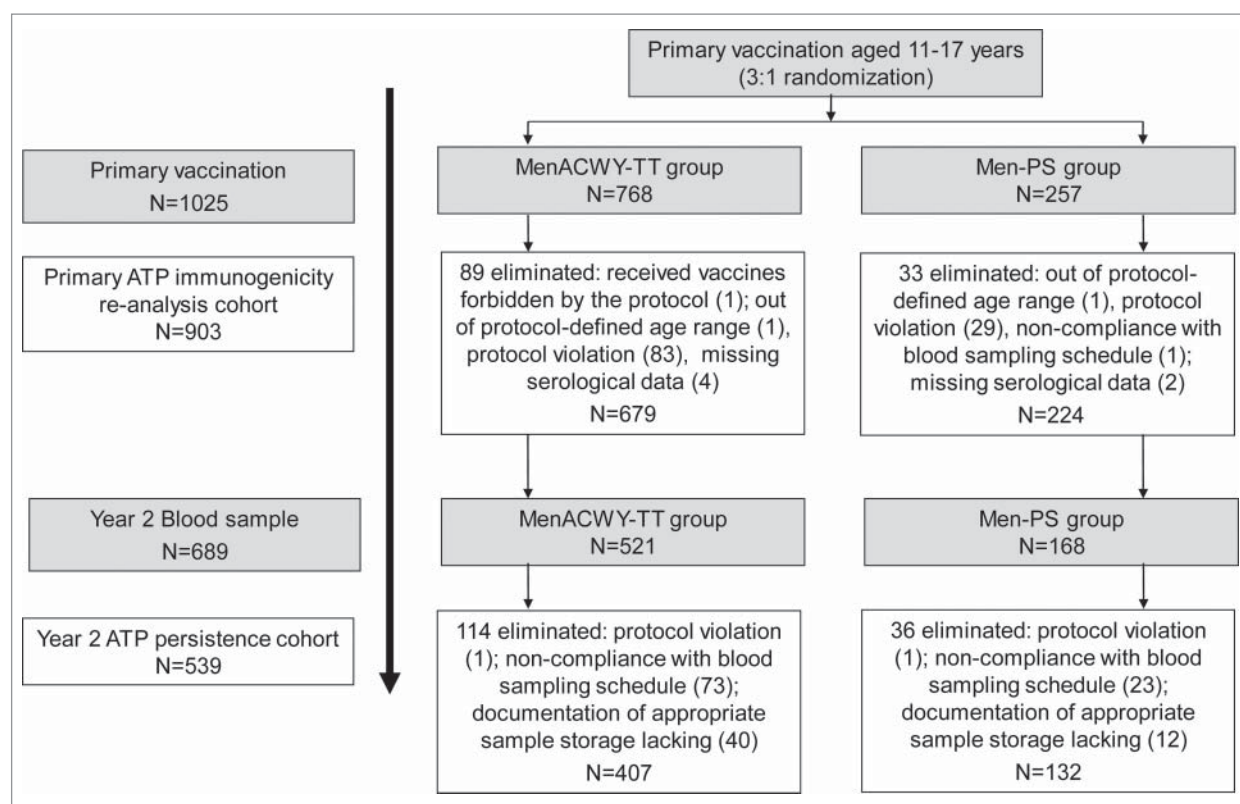 Primary vaccination aged 11-17 years
(3:1 randomization)
Primary vaccination
N=1025
MenACWY-TT group
N=768
Men-PS group
N=257
Primary ATP immunogenicity
re-analysis cohort
N=903
89 eliminated: received vaccines
forbidden by the protocol (1); out
of protocol-defined age range (1),
protocol violation (83), missing
serological data (4)
N=679
33 eliminated: out of protocol-
defined age range (1), protocol
violation (29), non-compliance with
blood sampling schedule (1);
missing serological data (2)
N=224
Year 2 Blood sample
N=689
MenACWY-TT group
N=521
Men-PS group
N=168
Year 2 ATP persistence cohort
N=539
114 eliminated: protocol violation
(1); non-compliance with blood
sampling schedule (73);
documentation of appropriate
sample storage lacking (40)
N=407
36 eliminated: protocol violation
(1); non-compliance with blood
sampling schedule (23);
documentation of appropriate
sample storage lacking (12)
N=132